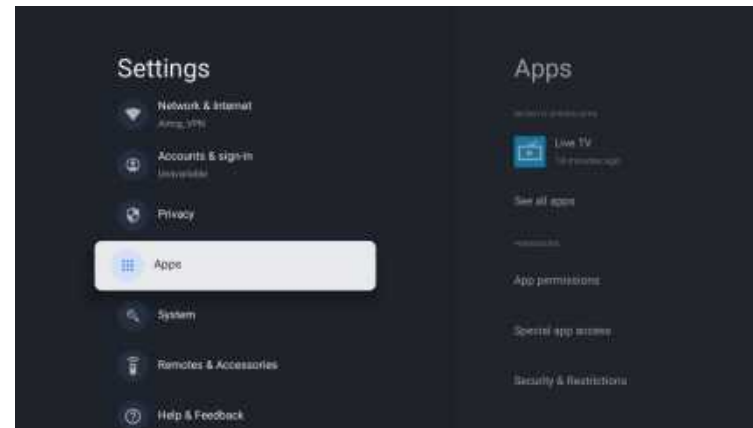 Settings
Network & Internet
Accounts & sign-in
Unavailable
Privacy
Apps
System
Remotes & Accessories
Help & Feedback
Apps
Live TV
See all apps
App permissions
Special app access
Security & Restrictions